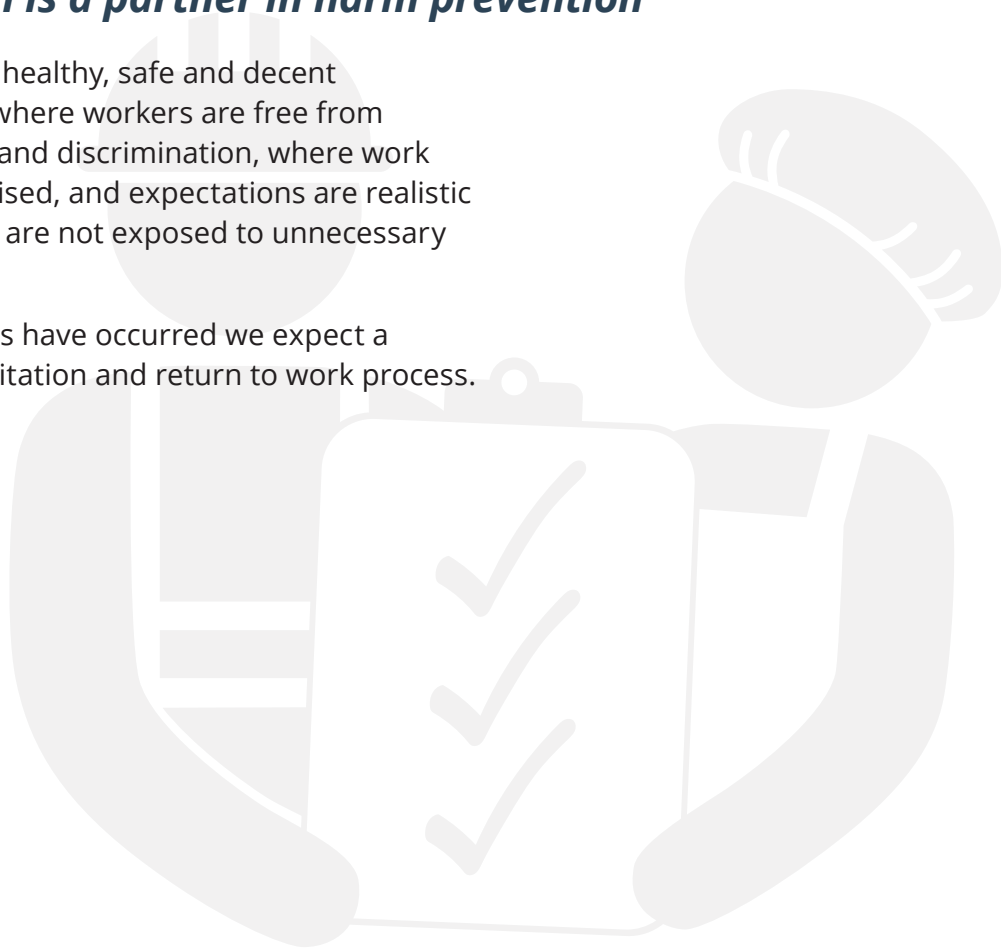 is a partner in harm prevention
healthy, safe and decent
where workers are free from
and discrimination, where work
ised, and expectations are realistic
are not exposed to unnecessary
s have occurred we expect a
itation and return to work process.